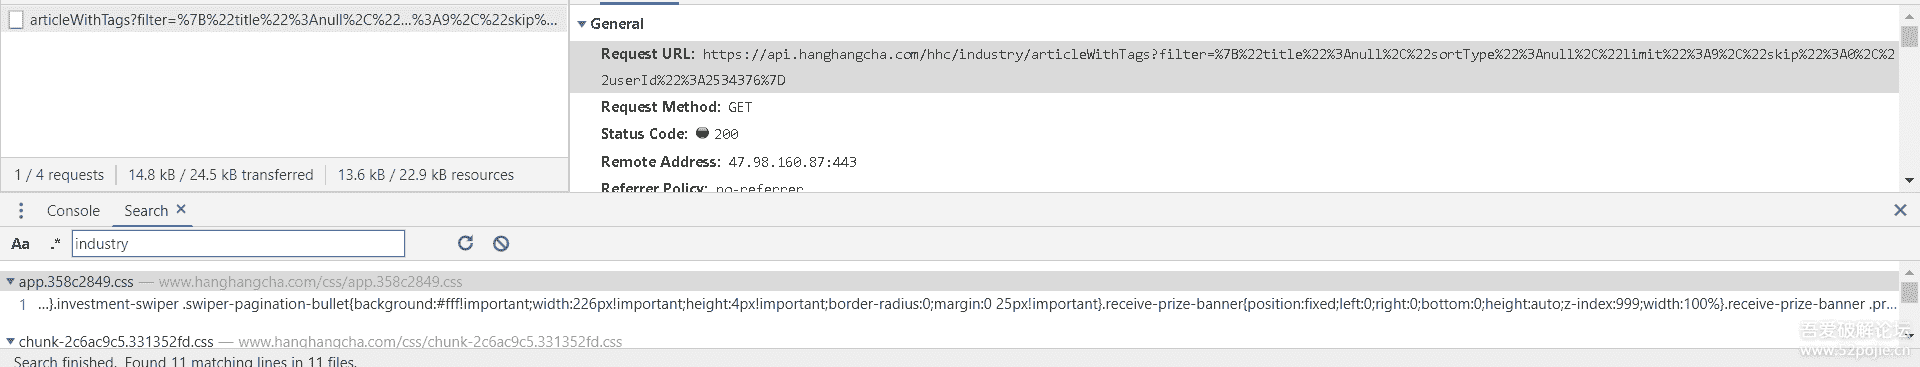 articleWithTags?filter=%7B%22title%22%3Anull%2C%22...%3A9%2C%22skip%...
1 / 4 requests
14.8 kB / 24.5 kB transferred
13.6 kB / 22.9 kB resources
General
Request URL: https://api.hanghangcha.com/hhc/industry/articleWithTags?filter=%7B%22title%22%3Anull%2C%22sortType%22%3Anull%2C%22limit%22%3A9%2C%22skip%22%3A0%2C%2
2userId%22%3A2534376%7D
Request Method: GET
Status Code: 200
Remote Address: 47.98.160.87:443
Referrer Policy: no-referrer
Console
Search ×
Aa .* industry
app.358c2849.css — www.hanghangcha.com/css/app.358c2849.css
1 ...}.investment-swiper .swiper-pagination-bullet{background:#fff!important;width:226px!important;height:4px!important;border-radius:0;margin:0 25px!important}.receive-prize-banner{position:fixed;left:0;right:0;bottom:0;height:auto;z-index:999;width:100%}.receive-prize-banner .pr...
chunk-2c6ac9c5.331352fd.css — www.hanghangcha.com/css/chunk-2c6ac9c5.331352fd.css
Search finished. Found 11 matching lines in 11 files.
吾爱破解论坛
www.52pojie.cn